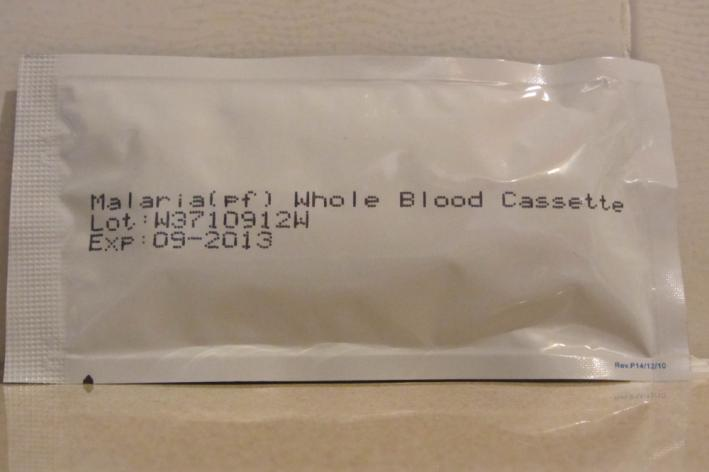 Malaria(pf) Whole Blood Cassette
Lot:W3710912W
Exp:09-2013
Rev.P14/12/10